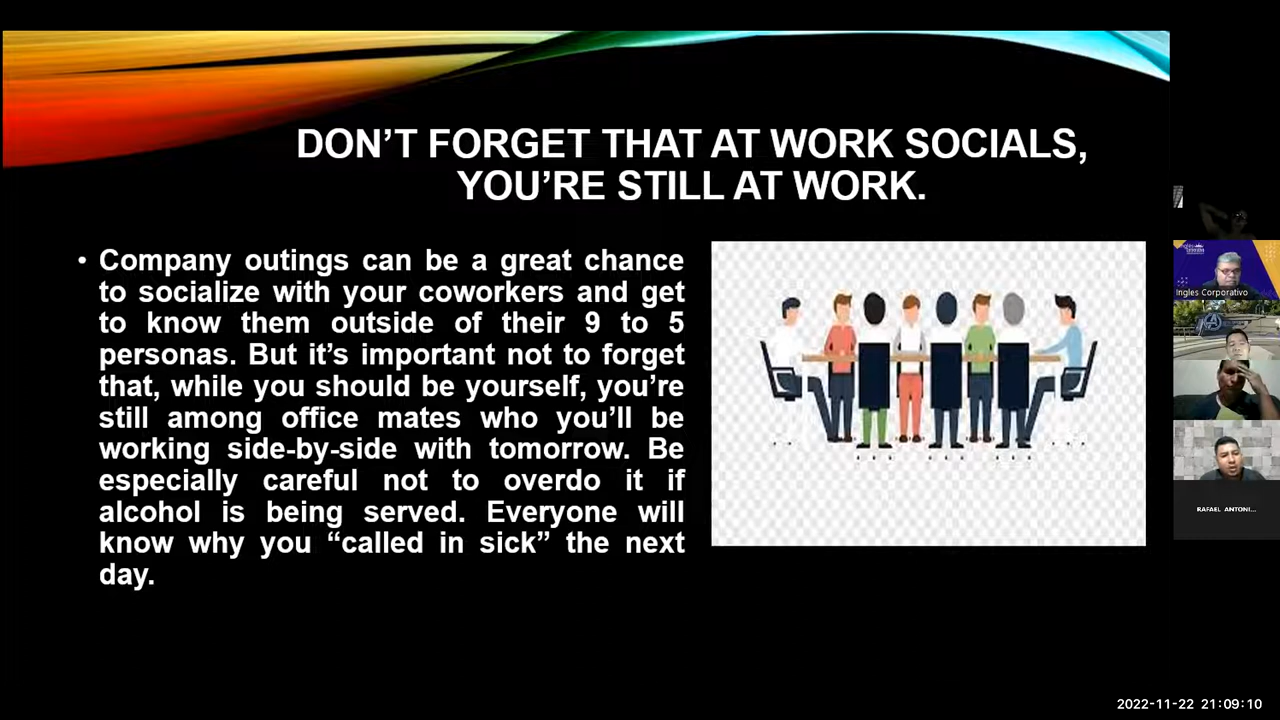 DON’T FORGET THAT AT WORK SOCIALS,
YOU’RE STILL AT WORK.
• Company outings can be a great chance
to socialize with your coworkers and get
to know them outside of their 9 to 5
personas. But it’s important not to forget
that, while you should be yourself, you’re
still among office mates who you’ll be
working side-by-side with tomorrow. Be
especially careful not to overdo it if
alcohol is being served. Everyone will
know why you “called in sick” the next
day.
Ingles Corporativo
RAFAEL ANTONI...
2022-11-22 21:09:10